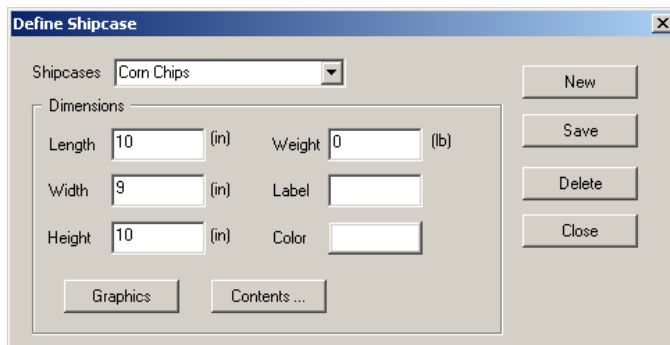 Define Shipcase
Shipcases Corn Chips
New
Dimensions
Length 10 (in) Weight 0 (lb)
Save
Width 9 (in) Label
Delete
Height 10 (in) Color
Close
Graphics Contents ...